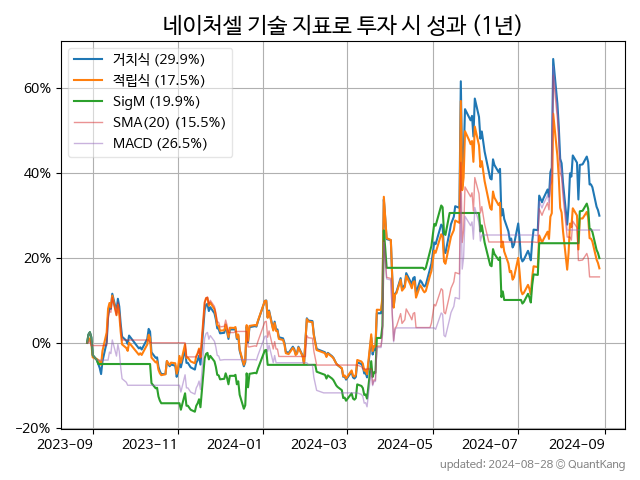 네이처셀 기술 지표로 투자 시 성과 (1년)
거치식 (29.9%)
적립식 (17.5%)
SigM (19.9%)
SMA(20) (15.5%)
MACD (26.5%)
60%
40%
20%
0%
−20%
2023-09 2023-11 2024-01 2024-03 2024-05 2024-07 2024-09
updated: 2024-08-28 © QuantKang